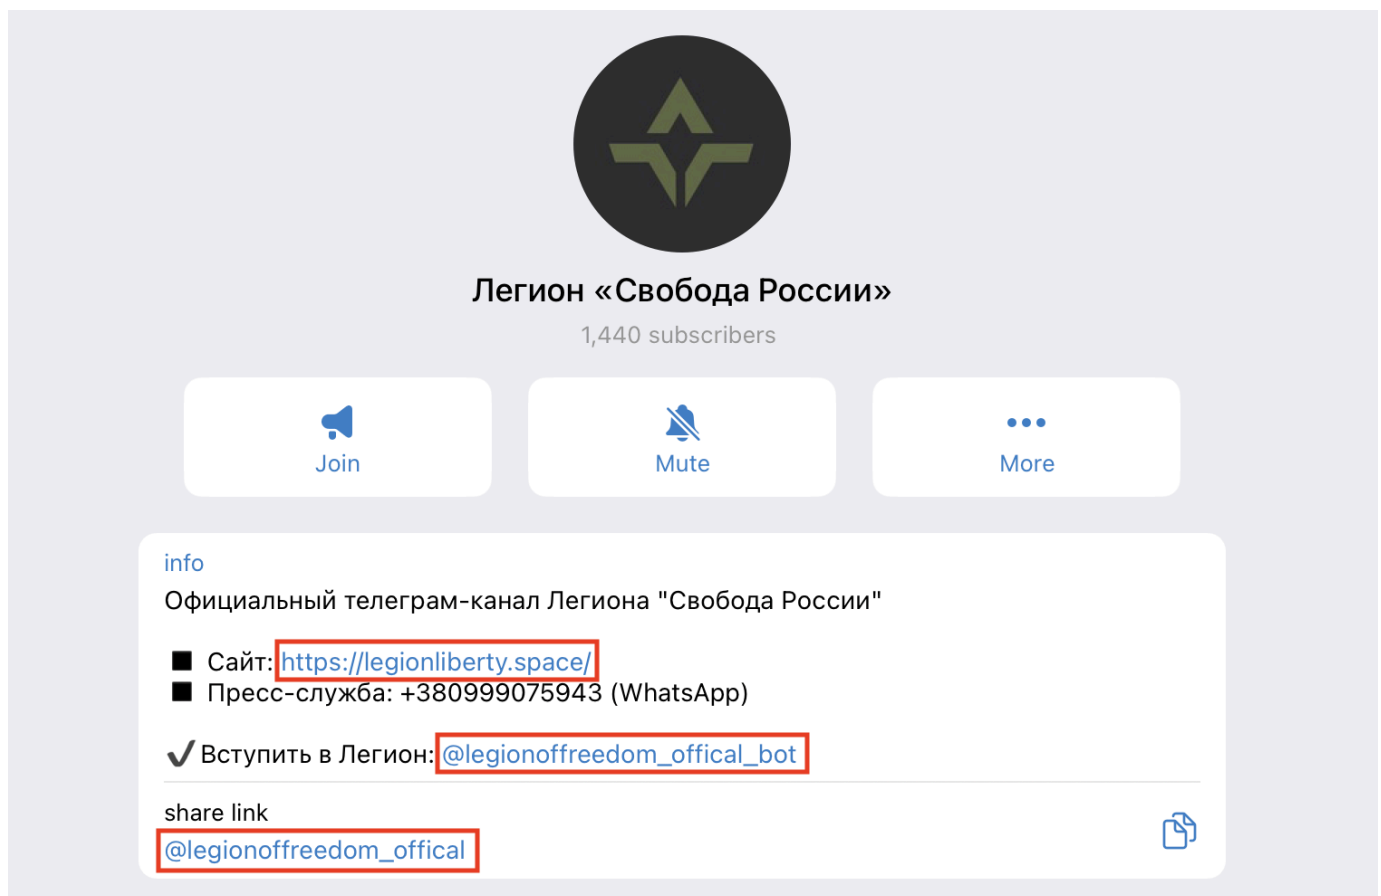 Легион «Свобода России»
1,440 subscribers
Join
Mute
More
info
Официальный телеграм-канал Легиона "Свобода России"
Сайт: https://legionliberty.space/
Пресс-служба: +380999075943 (WhatsApp)
✔Вступить в Легион: @legionoffreedom_offical_bot
share link
@legionoffreedom_offical